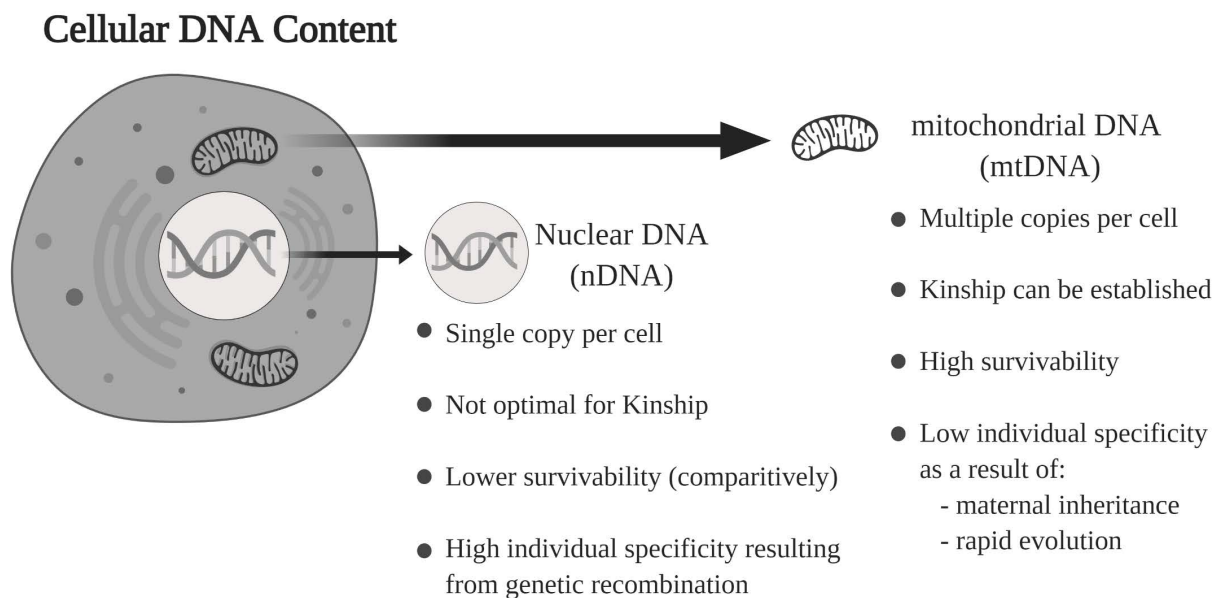 Cellular DNA Content
mitochondrial DNA
(mtDNA)
● Multiple copies per cell
● Kinship can be established
● High survivability
● Low individual specificity
as a result of:
- maternal inheritance
- rapid evolution
Nuclear DNA
(nDNA)
● Single copy per cell
● Not optimal for Kinship
● Lower survivability (comparitively)
● High individual specificity resulting
from genetic recombination